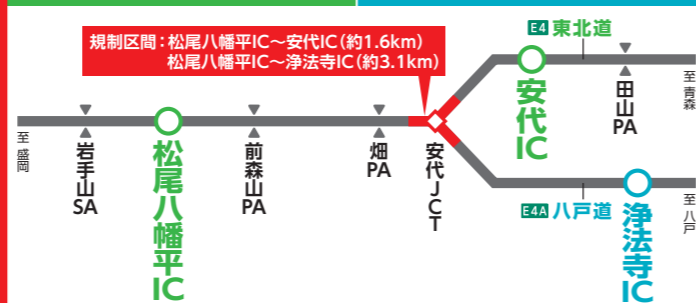 規制区間：松尾八幡平IC～安代IC（約1.6km）
松尾八幡平IC～浄法寺IC（約3.1km）
E4 東北道
至 青森
安代IC
田山PA
至 盛岡
岩手山SA
松尾八幡平IC
前森山PA
畑PA
安代JCT
E4A 八戸道
浄法寺IC
至 八戸